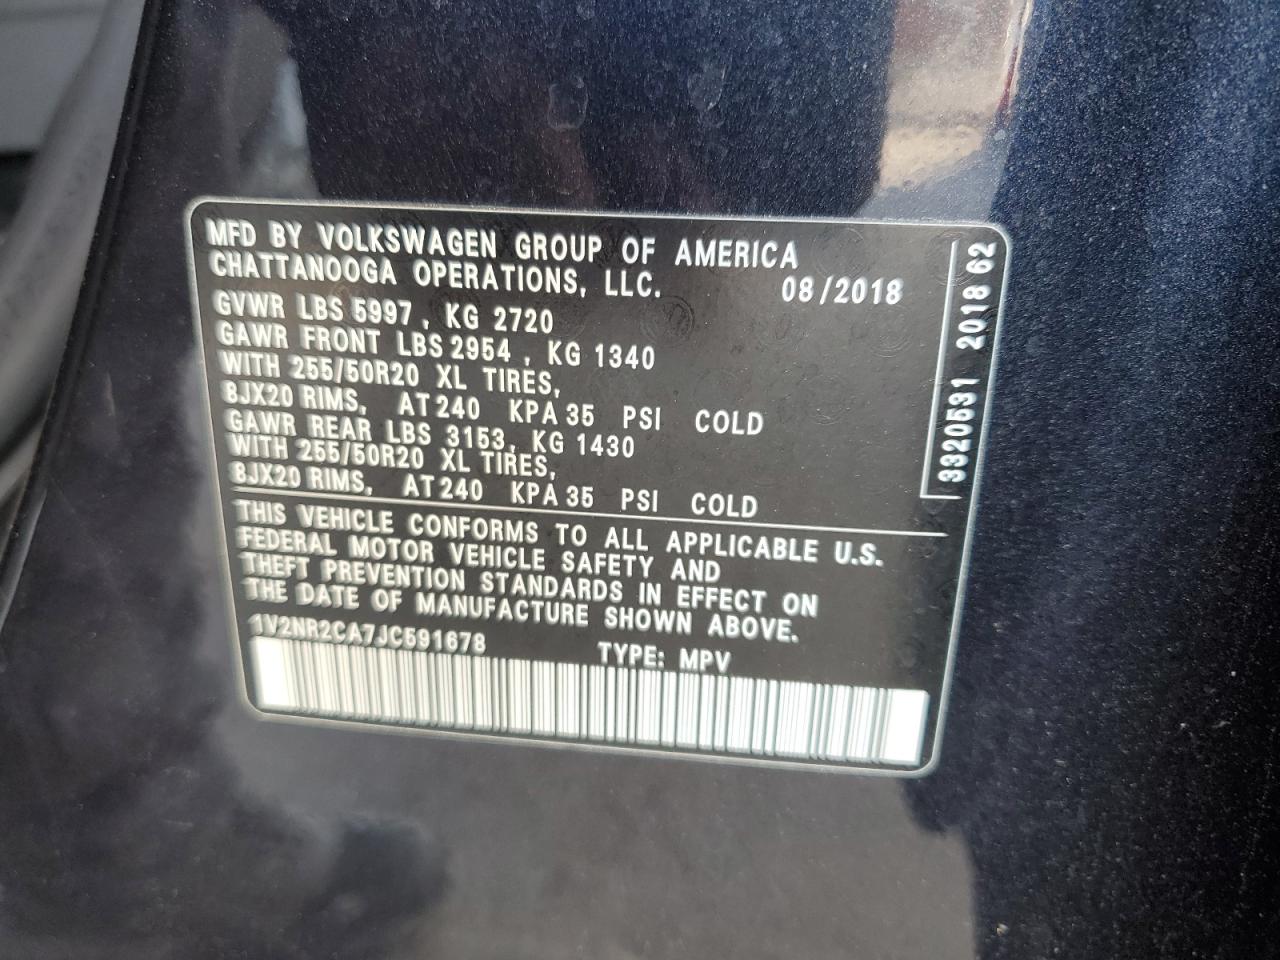 MFD BY VOLKSWAGEN GROUP OF AMERICA
CHATTANOOGA OPERATIONS, LLC. 08/2018
GVWR LBS 5997 , KG 2720
GAWR FRONT LBS 2954 , KG 1340
WITH 255/50R20 XL TIRES,
8JX20 RIMS, AT 240 KPA 35 PSI COLD
GAWR REAR LBS 3153, KG 1430
WITH 255/50R20 XL TIRES,
8JX20 RIMS, AT 240 KPA 35 PSI COLD
THIS VEHICLE CONFORMS TO ALL APPLICABLE U.S.
FEDERAL MOTOR VEHICLE SAFETY AND
THEFT PREVENTION STANDARDS IN EFFECT ON
THE DATE OF MANUFACTURE SHOWN ABOVE.
1V2NR2CA7JC591678 TYPE: MPV
3320531 2018 62